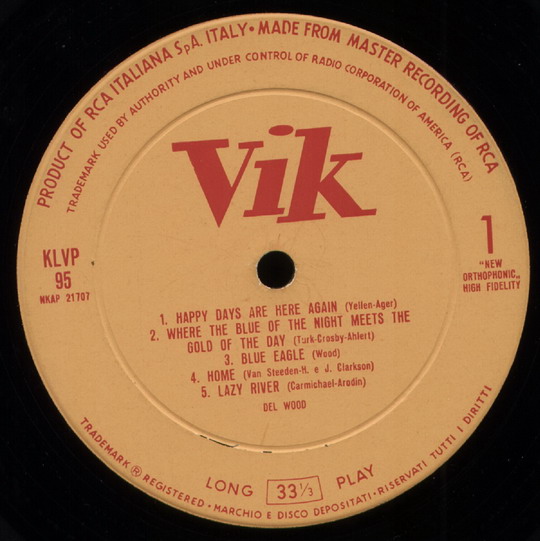 PRODUCT OF RCA ITALIANA SpA. ITALY • MADE FROM MASTER RECORDING OF RCA
TRADEMARK USED BY AUTHORITY AND UNDER CONTROL OF RADIO CORPORATION OF AMERICA (RCA)
Vik
KLVP
95
NKAP 21707
1
"NEW
ORTHOPHONIC„
HIGH FIDELITY
1. HAPPY DAYS ARE HERE AGAIN (Yellen-Ager)
2. WHERE THE BLUE OF THE NIGHT MEETS THE
GOLD OF THE DAY (Turk-Crosby-Ahlert)
3. BLUE EAGLE (Wood)
4. HOME (Van Steeden-H. e J. Clarkson)
5. LAZY RIVER (Carmichael-Arodin)
DEL WOOD
LONG 33⅓ PLAY
TRADEMARK ® REGISTERED • MARCHIO E DISCO DEPOSITATI • RISERVATI TUTTI I DIRITTI